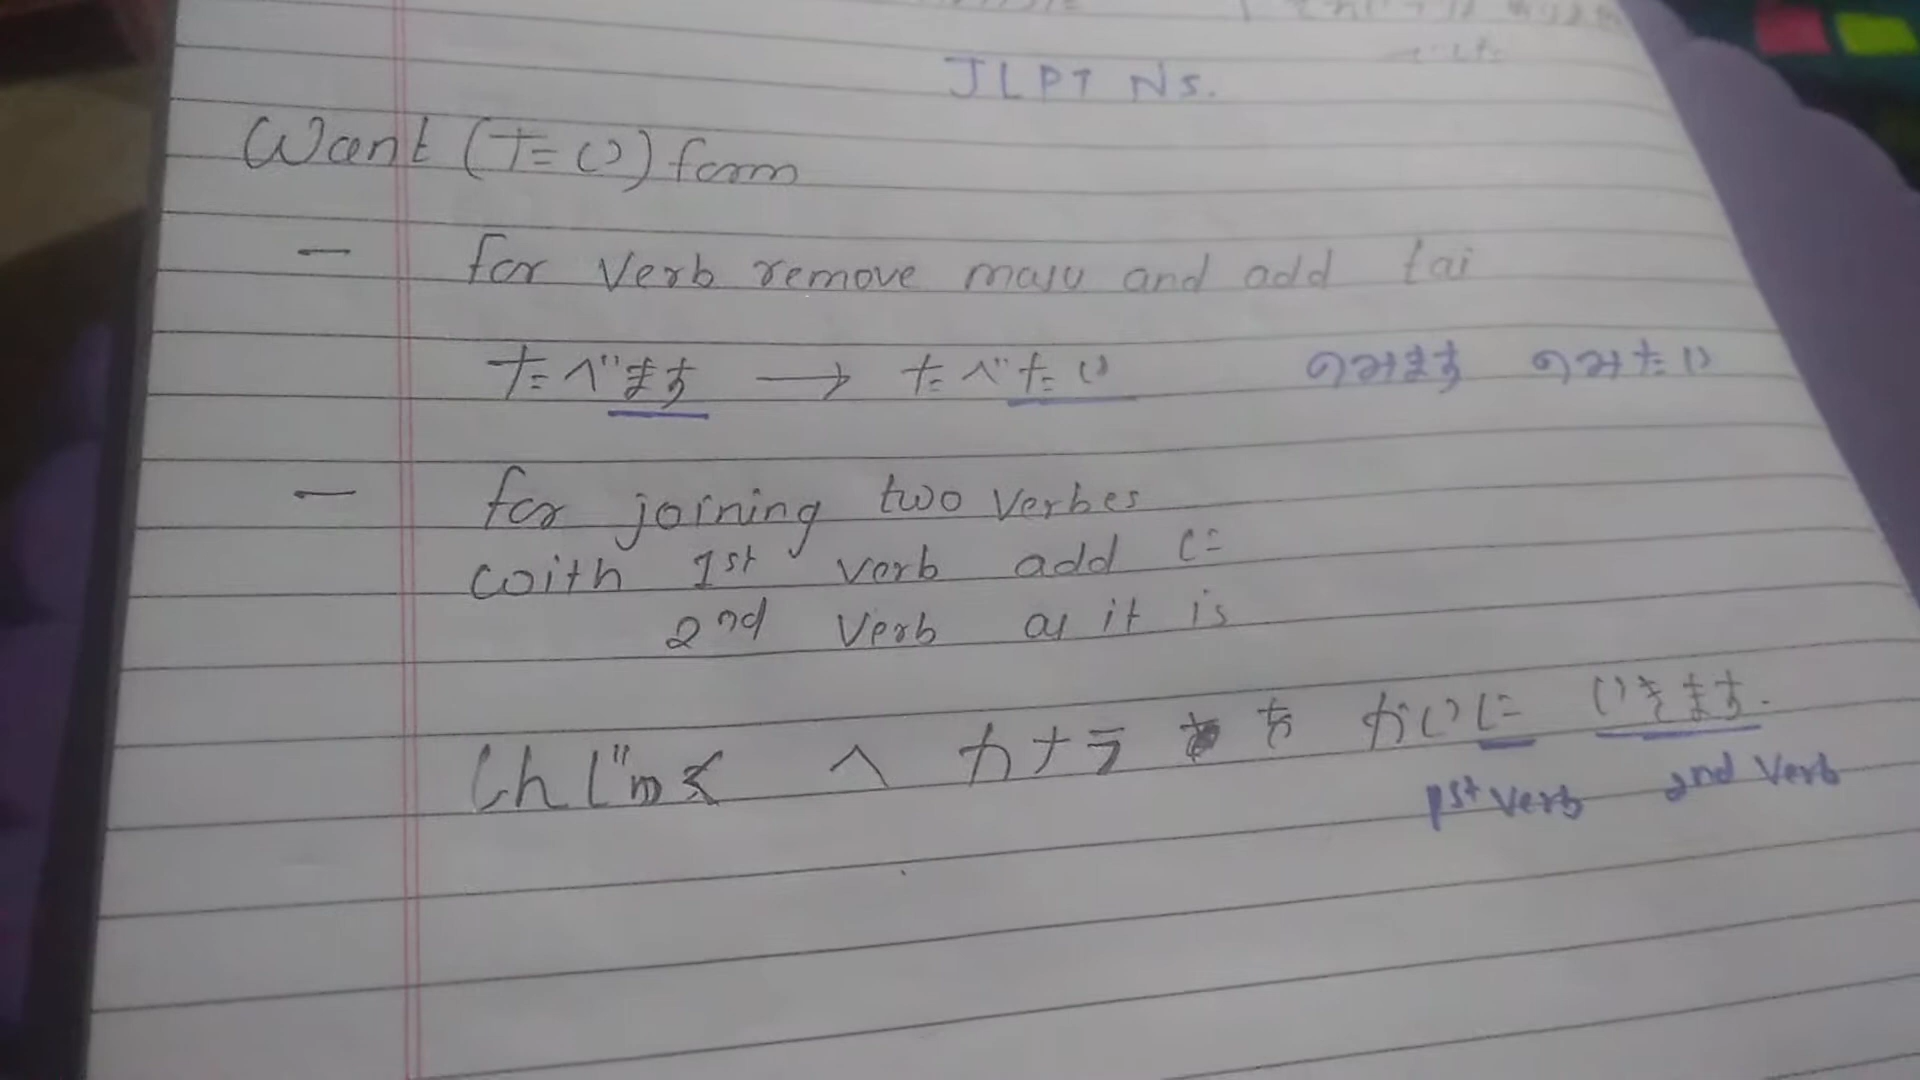 JLPT N5.
Want (たい) form
— for verb remove masu and add tai
たべます → たべたい のみます のみたい
— for joining two verbes
with 1st verb add に
2nd verb as it is
しんじゅく へ カナラ を かいに いきます.
1st verb 2nd verb